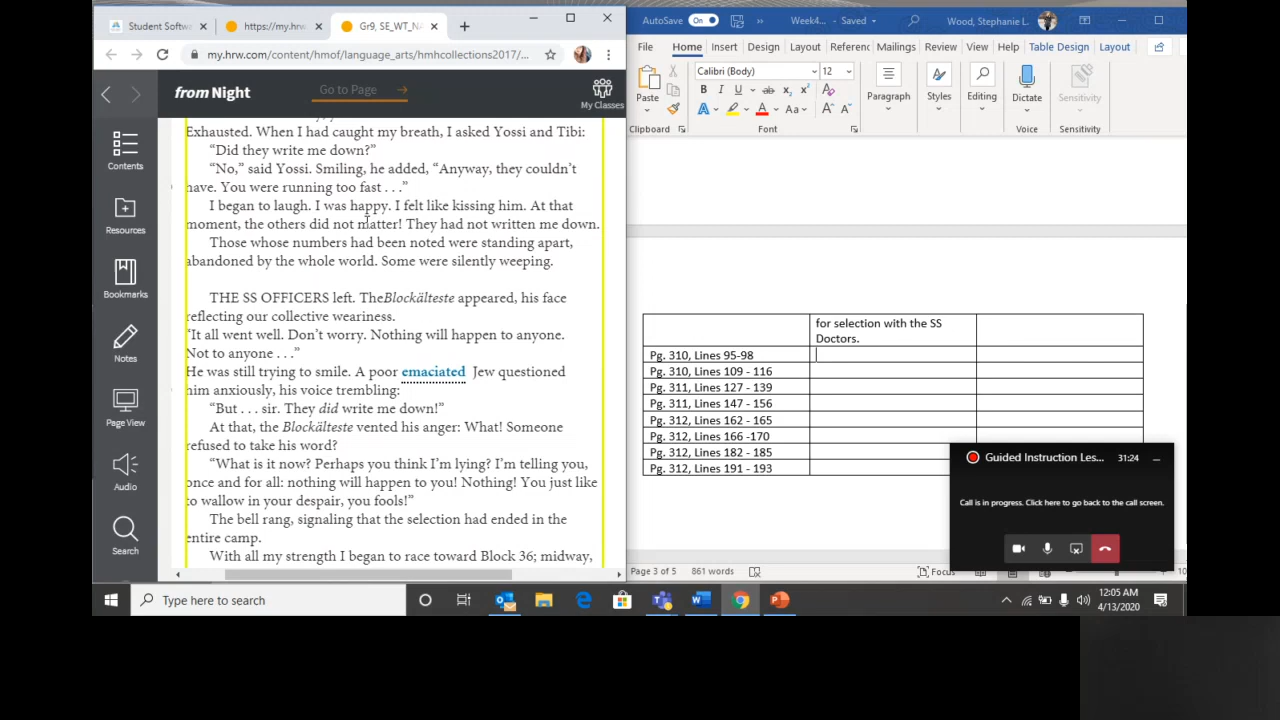 Student Softw
https://my.hrw
Gr9, SE_WT_N
my.hrw.com/content/hmof/language_arts/hmhcollections2017/...
from Night
Go to Page
My Classes
Contents
Resources
Bookmarks
Notes
Page View
Audio
Search
Exhausted. When I had caught my breath, I asked Yossi and Tibi:
“Did they write me down?”
“No,” said Yossi. Smiling, he added, “Anyway, they couldn’t
have. You were running too fast . . .”
I began to laugh. I was happy. I felt like kissing him. At that
moment, the others did not matter! They had not written me down.
Those whose numbers had been noted were standing apart,
abandoned by the whole world. Some were silently weeping.
THE SS OFFICERS left. TheBlockälteste appeared, his face
reflecting our collective weariness.
“It all went well. Don’t worry. Nothing will happen to anyone.
Not to anyone . . .”
He was still trying to smile. A poor emaciated Jew questioned
him anxiously, his voice trembling:
“But . . . sir. They did write me down!”
At that, the Blockälteste vented his anger: What! Someone
refused to take his word?
“What is it now? Perhaps you think I’m lying? I’m telling you,
once and for all: nothing will happen to you! Nothing! You just like
to wallow in your despair, you fools!”
The bell rang, signaling that the selection had ended in the
entire camp.
With all my strength I began to race toward Block 36; midway,
AutoSave On Week4... - Saved Wood, Stephanie L.
File Home Insert Design Layout Referenc Mailings Review View Help Table Design Layout
Calibri (Body) 12
Paste
Paragraph
Styles
Editing
Dictate
Sensitivity
Clipboard Font Voice Sensitivity
for selection with the SS
Doctors.
Pg. 310, Lines 95-98
Pg. 310, Lines 109 - 116
Pg. 311, Lines 127 - 139
Pg. 311, Lines 147 - 156
Pg. 312, Lines 162 - 165
Pg. 312, Lines 166 -170
Pg. 312, Lines 182 - 185
Pg. 312, Lines 191 - 193
Guided Instruction Les... 31:24
Call is in progress. Click here to go back to the call screen.
Page 3 of 5 861 words Focus
Type here to search
12:05 AM
4/13/2020